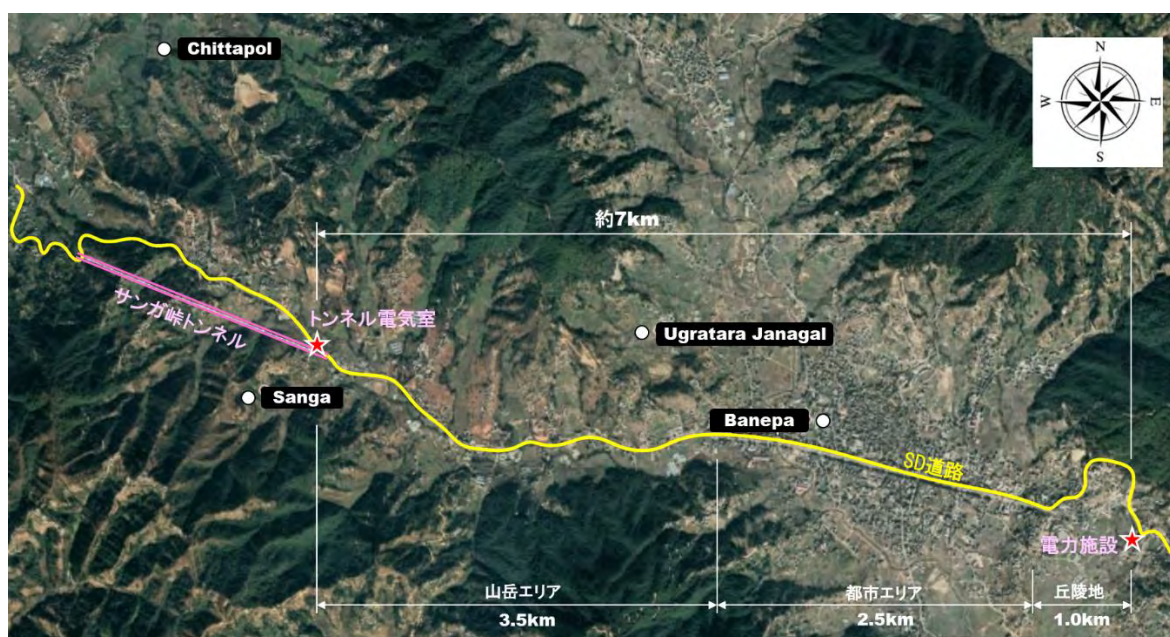 Chittapol
N
W
E
S
約7km
サンガ峠トンネル
トンネル電気室
Ugratara Janagal
Sanga
Banepa
SD道路
電力施設
山岳エリア
都市エリア
丘陵地
3.5km
2.5km
1.0km